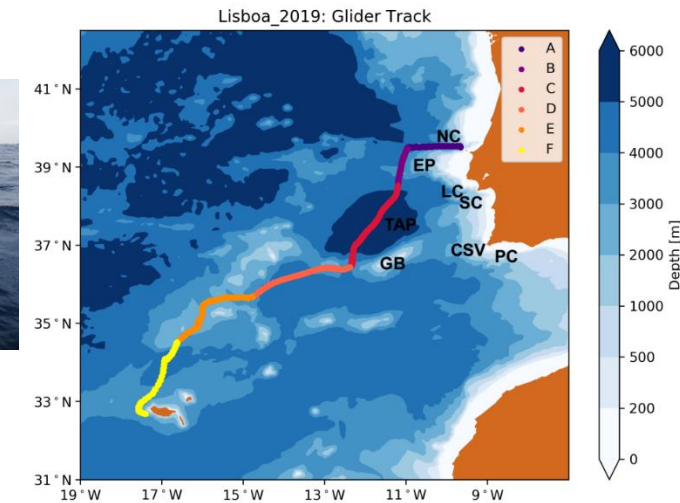 Lisboa_2019: Glider Track
A
B
C
D
E
F
41°N
39°N
37°N
35°N
33°N
31°N
19°W
17°W
15°W
13°W
11°W
9°W
NC
EP
LC
SC
TAP
CSV
PC
GB
6000
5000
4000
3000
2000
1000
500
200
0
Depth [m]